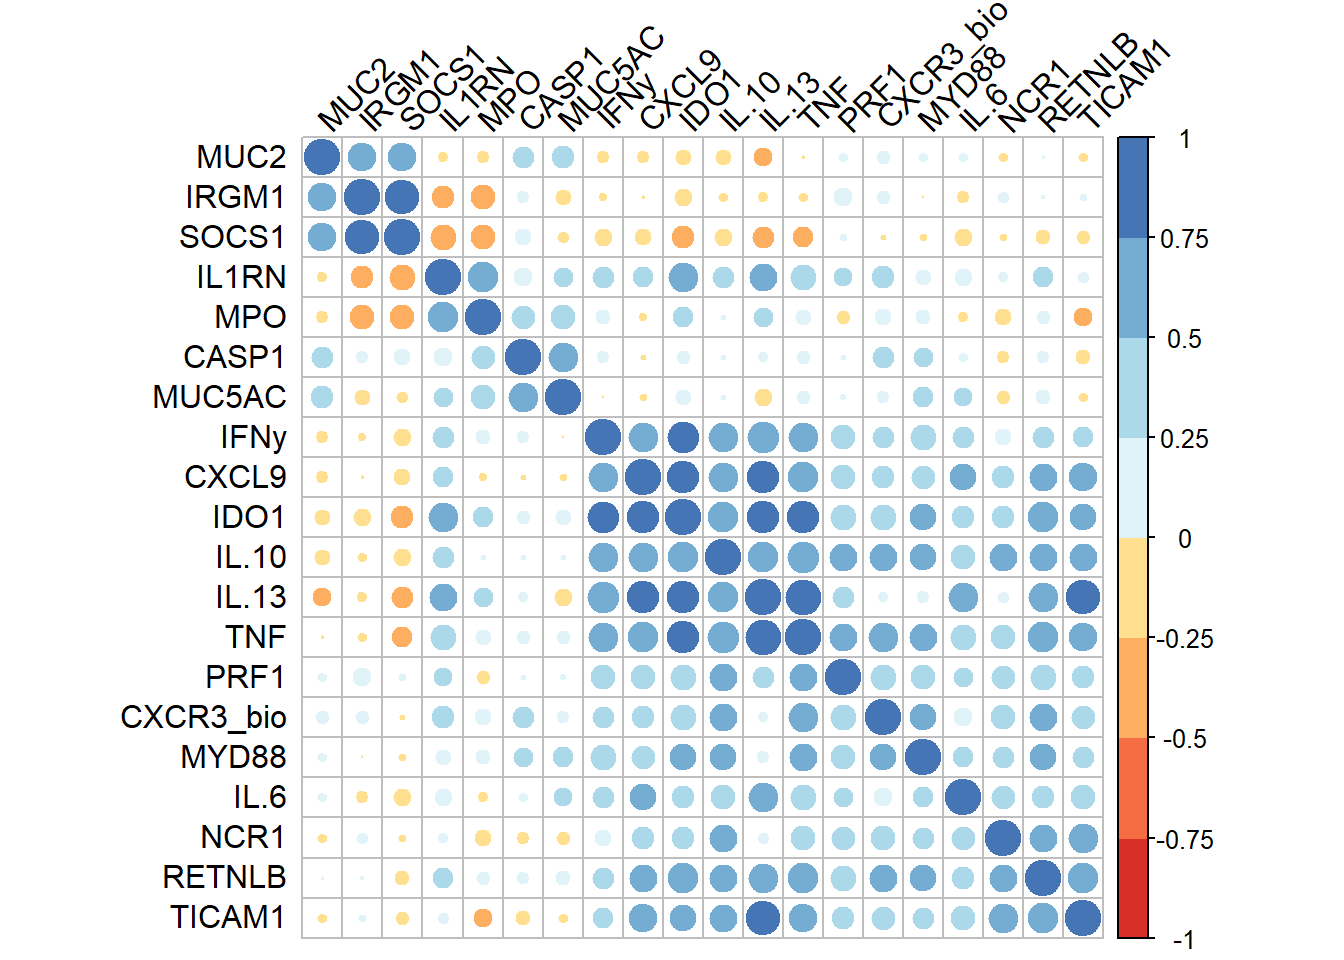 MUC2
IRGM1
SOCS1
IL1RN
MPO
CASP1
MUC5AC
IFNy
CXCL9
IDO1
IL.10
IL.13
TNF
PRF1
CXCR3_bio
MYD88
IL.6
NCR1
RETNLB
TICAM1
MUC2
IRGM1
SOCS1
IL1RN
MPO
CASP1
MUC5AC
IFNy
CXCL9
IDO1
IL.10
IL.13
TNF
PRF1
CXCR3_bio
MYD88
IL.6
NCR1
RETNLB
TICAM1
1
0.75
0.5
0.25
0
-0.25
-0.5
-0.75
-1